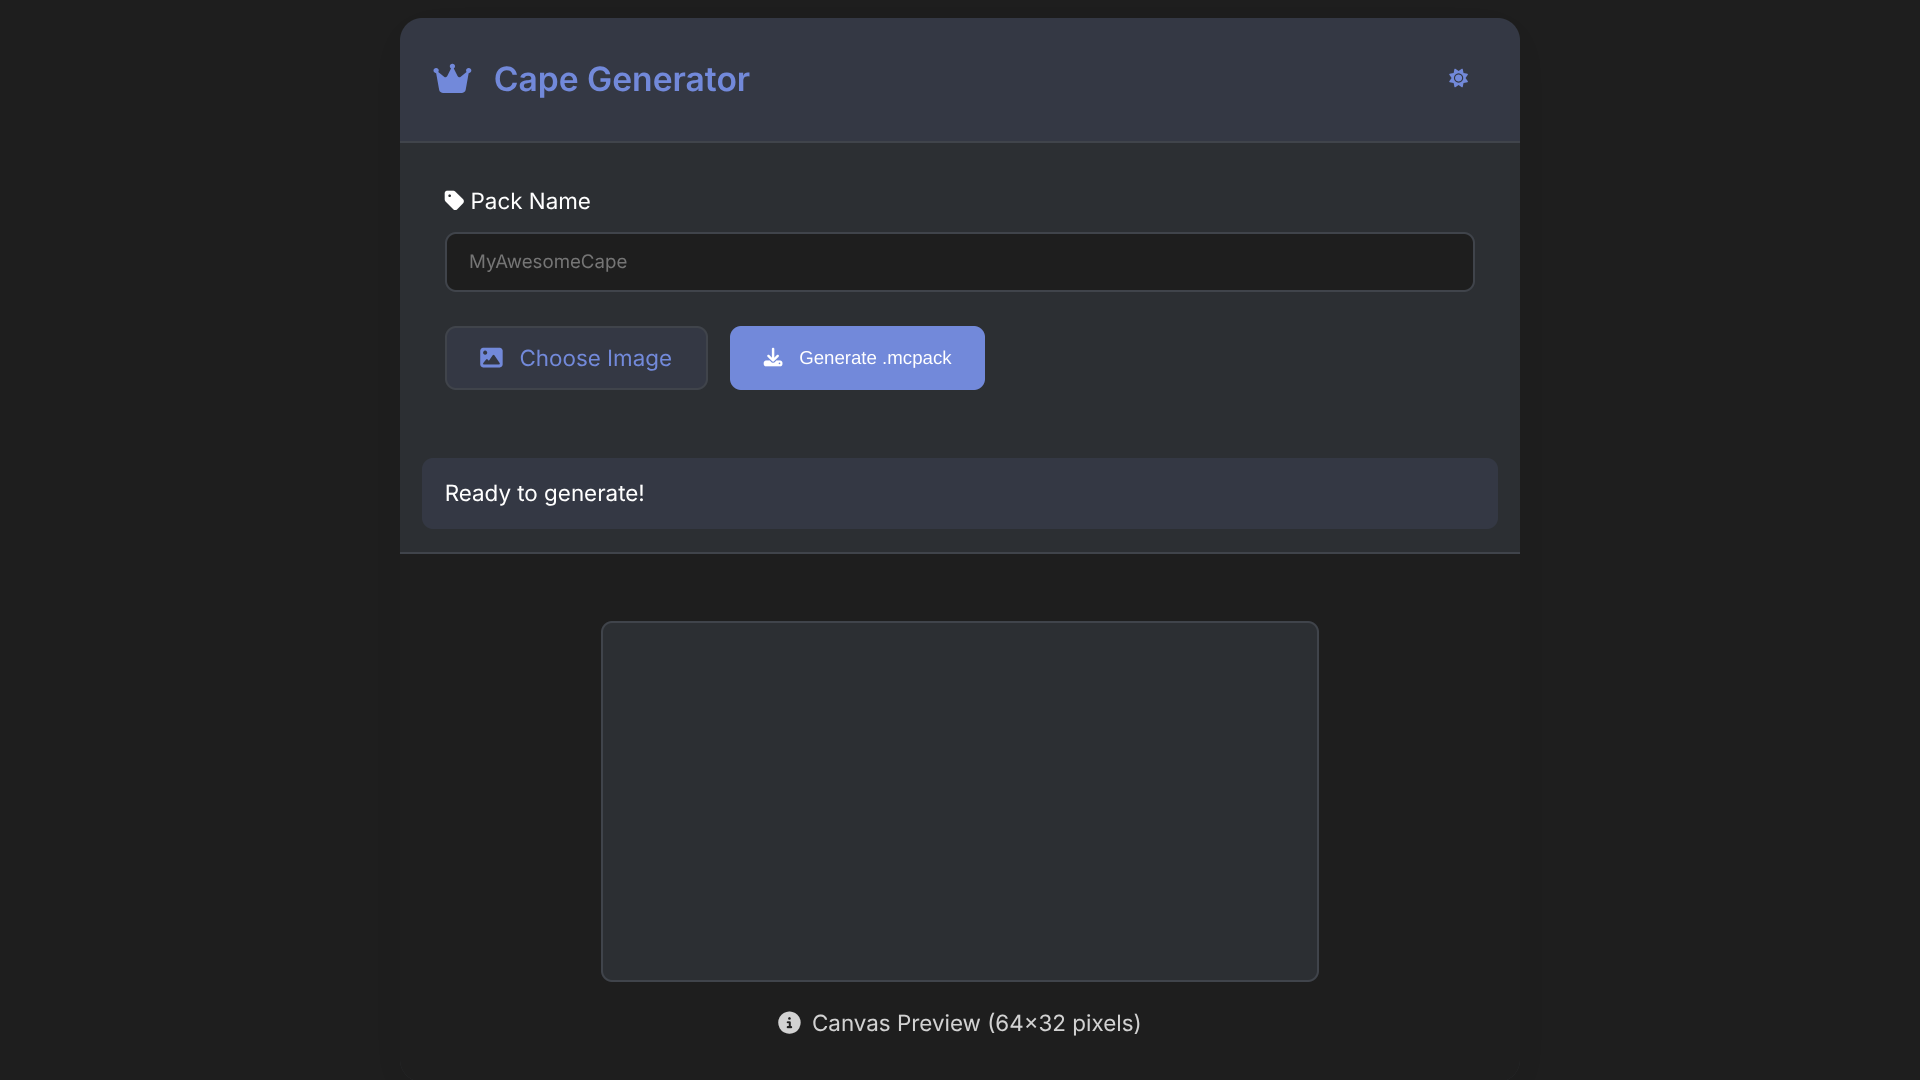 Cape Generator
Pack Name
MyAwesomeCape
Choose Image
Generate .mcpack
Ready to generate!
Canvas Preview (64×32 pixels)